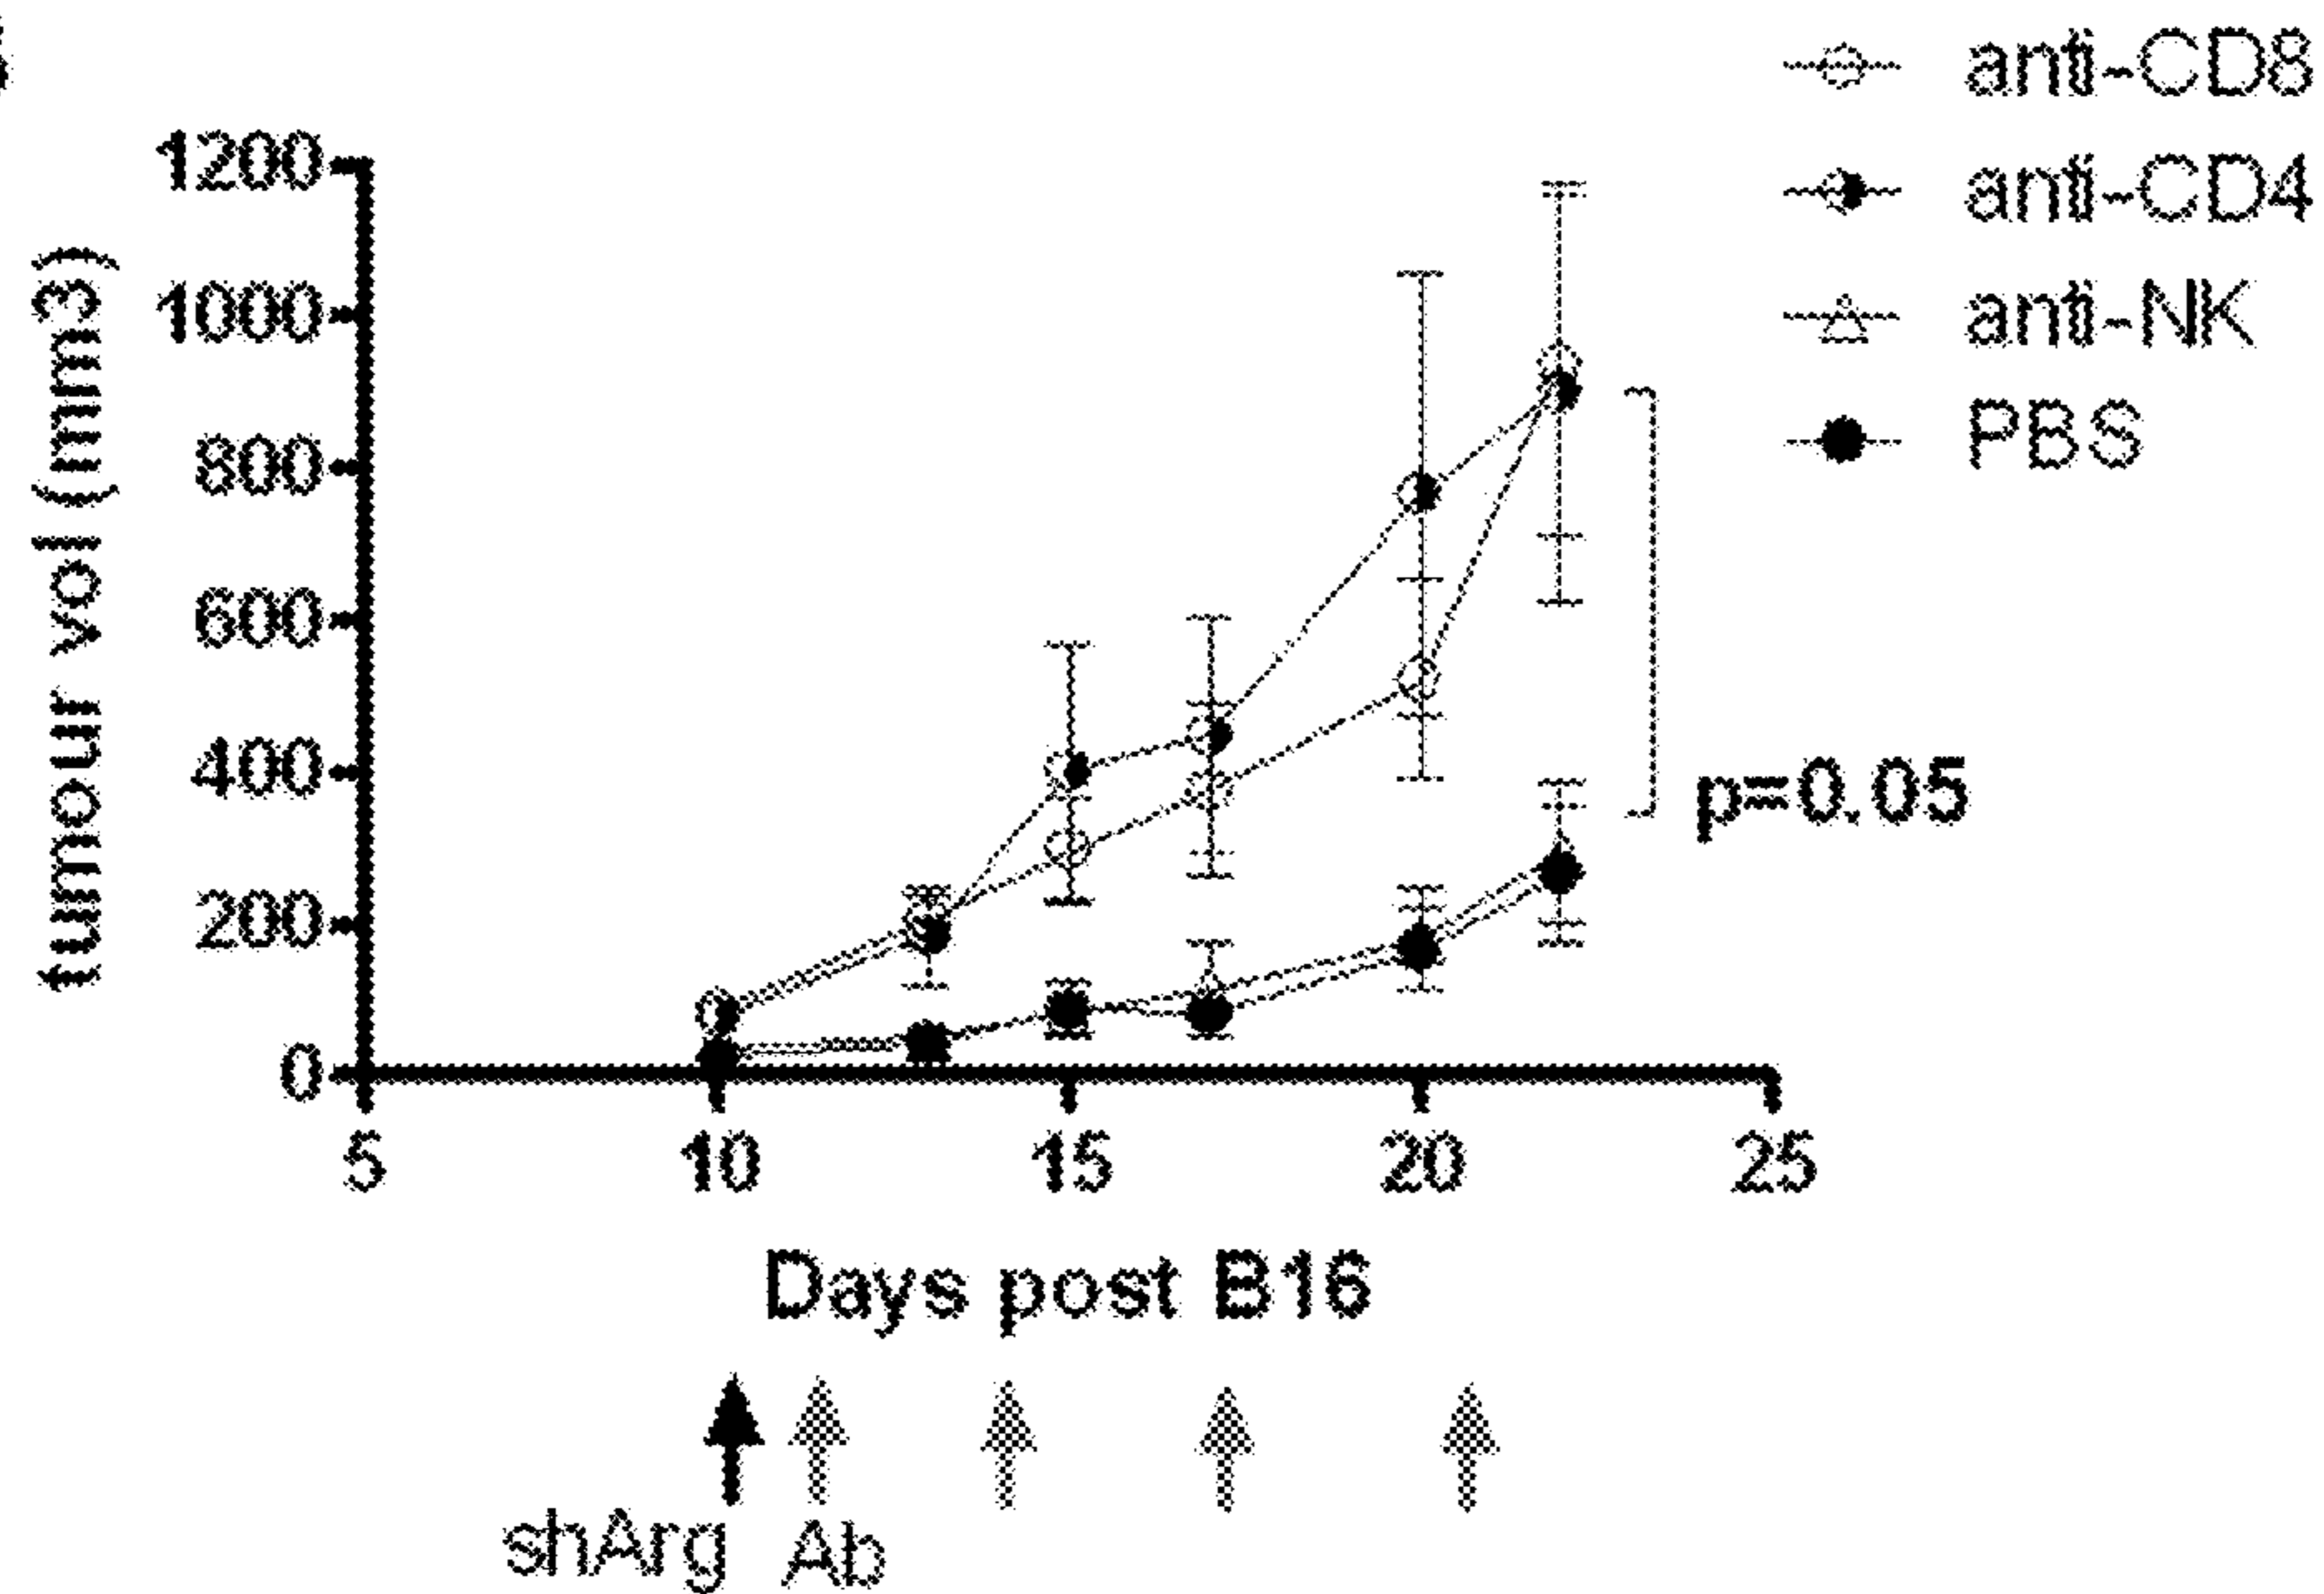 anti-CD8
anti-CD4
anti-NK
PBS
tumour vol (mm3)
1200
1000
800
600
400
200
0
p=0.05
5 10 15 20 25
Days post B16
shArg Ab